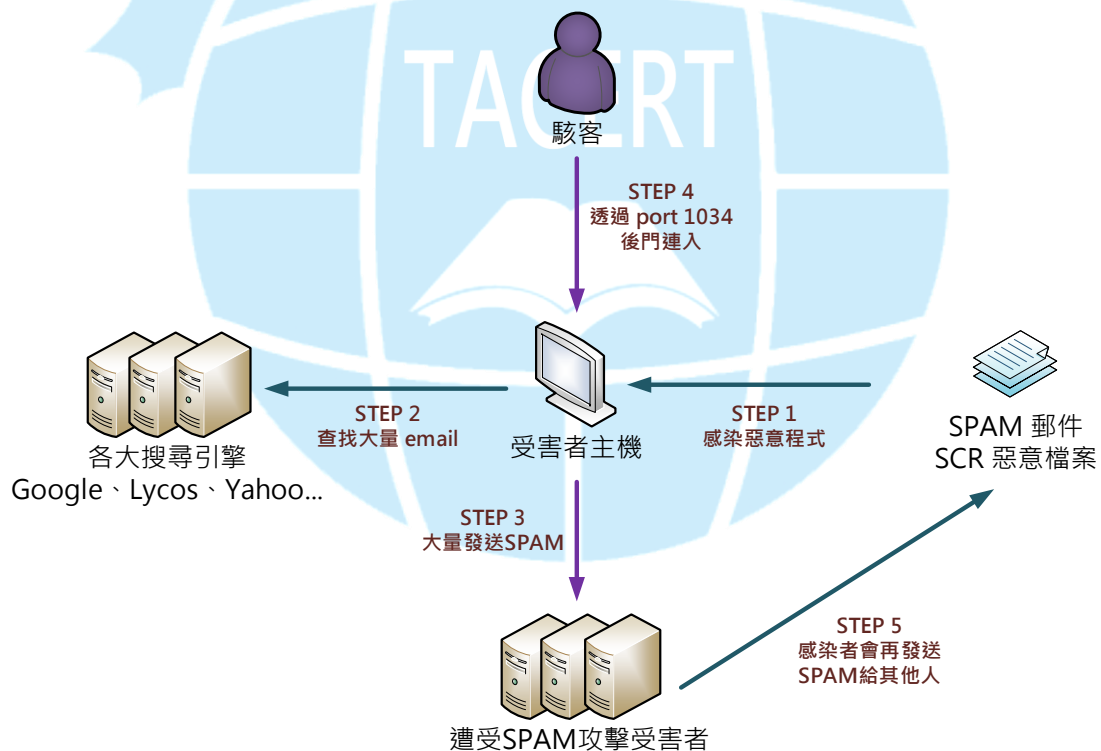 TACERT
駭客
STEP 4
透過 port 1034
後門連入
STEP 2
查找大量 email
STEP 1
感染惡意程式
各大搜尋引擎
Google、Lycos、Yahoo...
受害者主機
SPAM 郵件
SCR 惡意檔案
STEP 3
大量發送SPAM
STEP 5
感染者會再發送
SPAM給其他人
遭受SPAM攻擊受害者